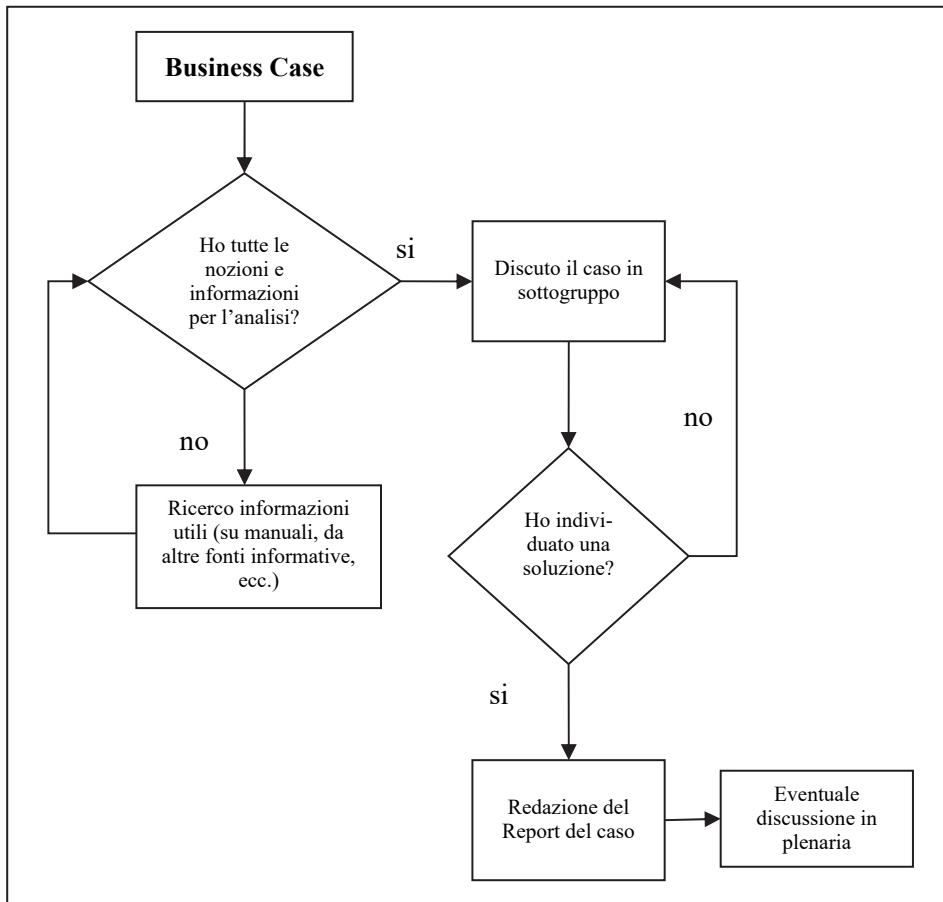 Business Case
Ho tutte le
nozioni e
informazioni
per l'analisi?
si
Discuto il caso in
sottogruppo
no
Ricerco informazioni
utili (su manuali, da
altre fonti informative,
ecc.)
no
Ho indivi-
duato una
soluzione?
si
Redazione del
Report del caso
Eventuale
discussione in
plenaria